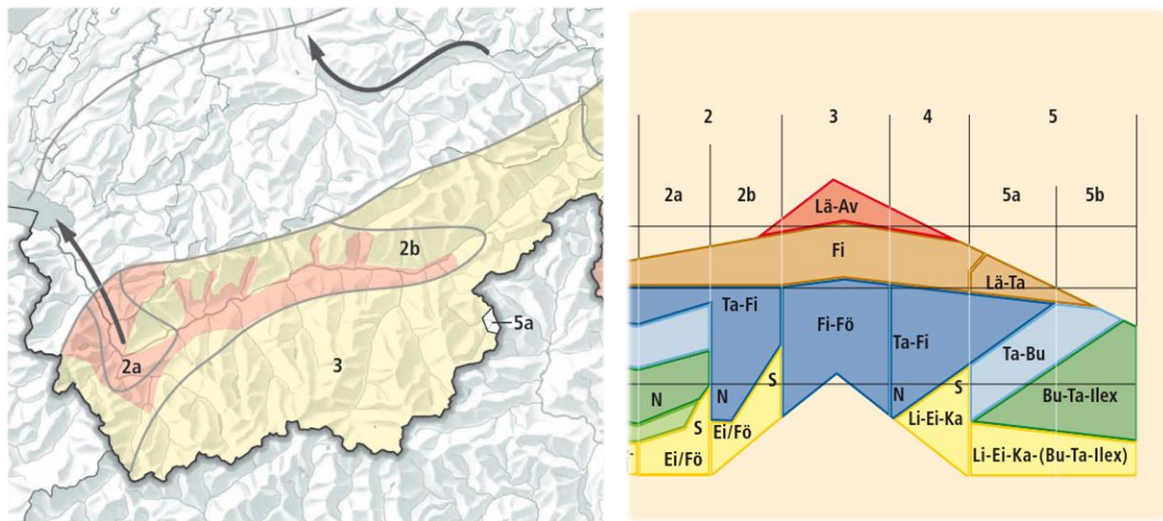 2b
5a
2a
3
2
3
4
5
2a
2b
5a
5b
Lä-Av
Fi
Lä-Ta
Ta-Fi
Fi-Fö
Ta-Fi
Ta-Bu
N
S
N
S
N
S
Bu-Ta-Ilex
Ei/Fö
Li-Ei-Ka
Ei/Fö
Li-Ei-Ka-(Bu-Ta-Ilex)